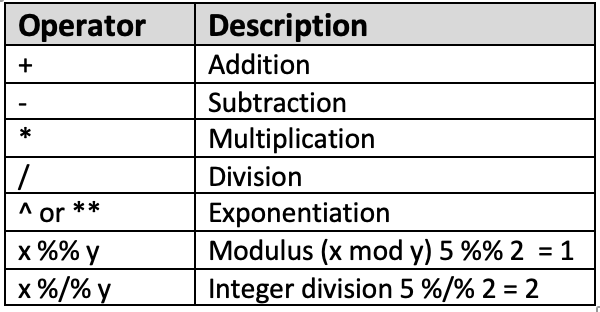 Operator Description
+ Addition
- Subtraction
* Multiplication
/ Division
^ or ** Exponentiation
x %% y Modulus (x mod y) 5 %% 2 = 1
x %/% y Integer division 5 %/% 2 = 2